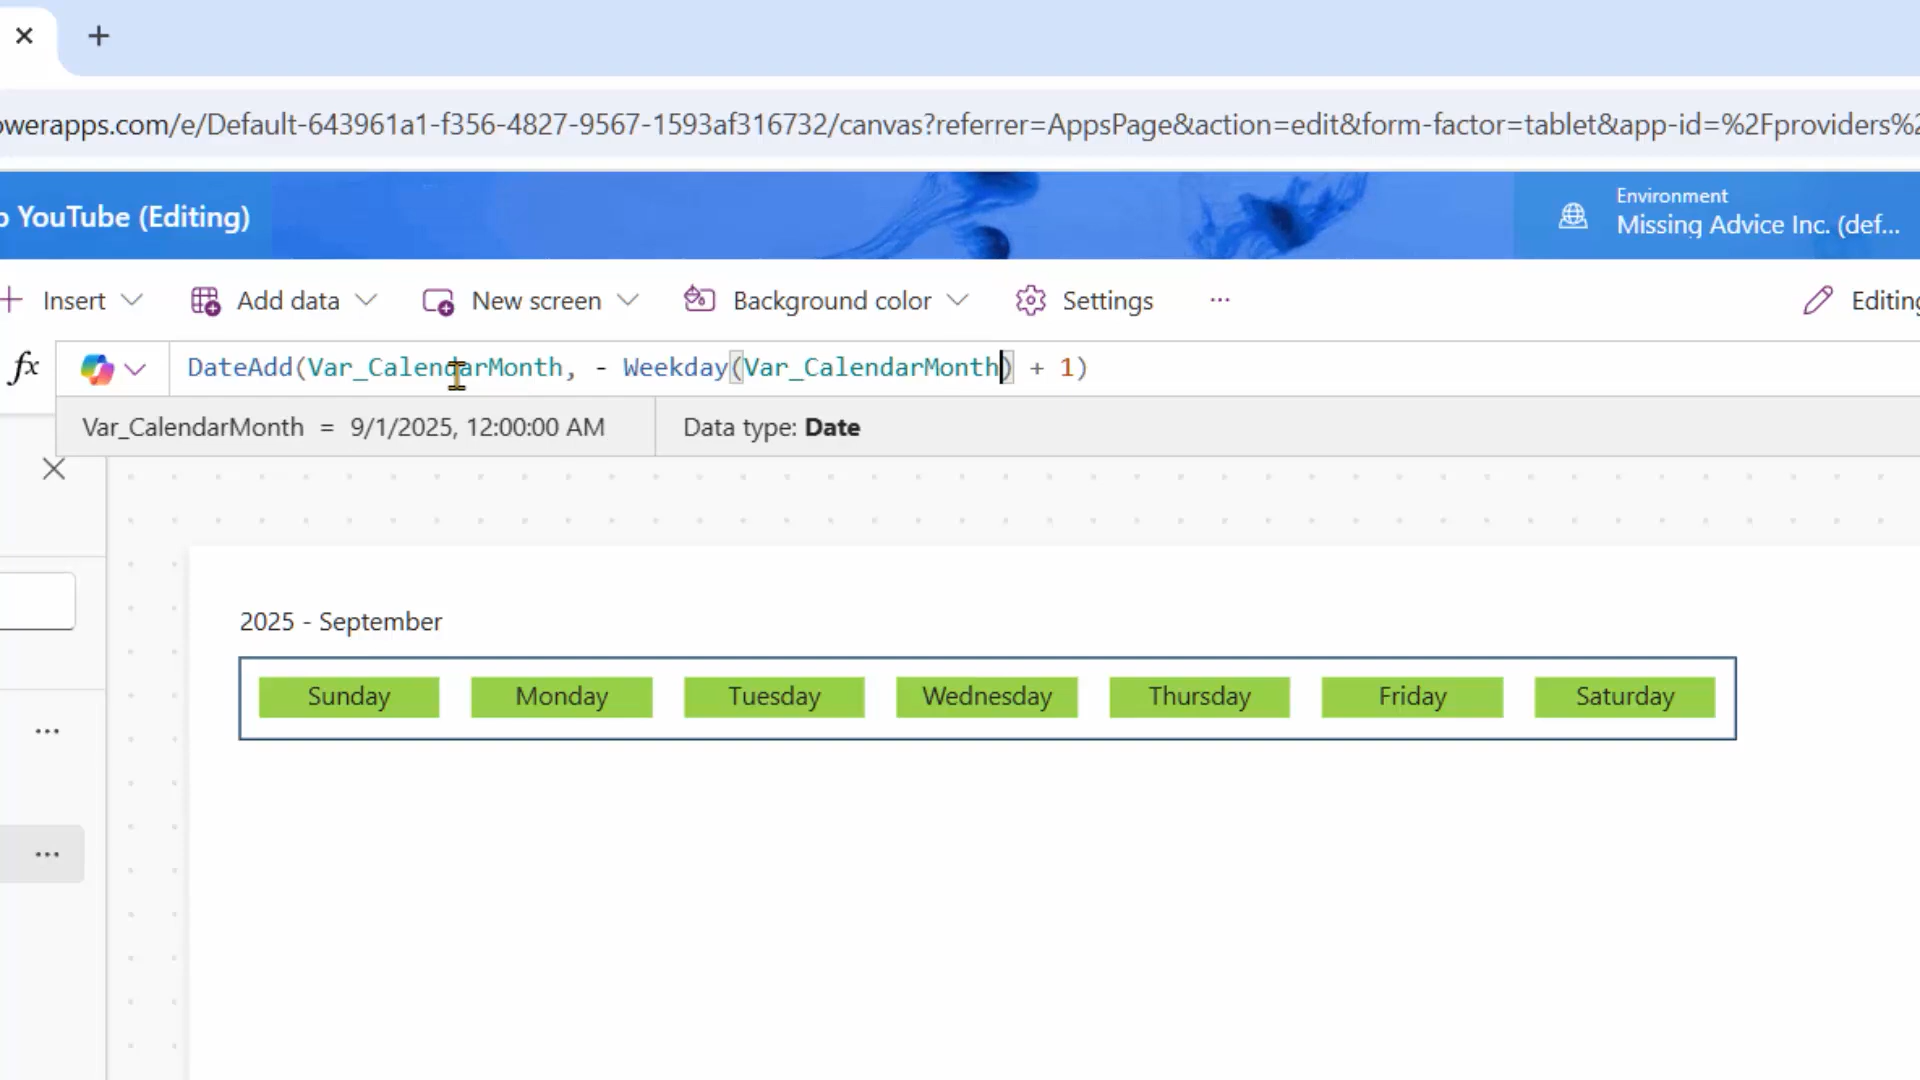 owerapps.com/e/Default-643961a1-f356-4827-9567-1593af316732/canvas?referrer=AppsPage&action=edit&form-factor=tablet&app-id=%2Fproviders%2
o YouTube (Editing)
Environment
Missing Advice Inc. (def...
Insert
Add data
New screen
Background color
Settings
...
Editing
fx
DateAdd(Var_CalendarMonth, - Weekday(Var_CalendarMonth) + 1)
Var_CalendarMonth = 9/1/2025, 12:00:00 AM
Data type: Date
2025 - September
Sunday
Monday
Tuesday
Wednesday
Thursday
Friday
Saturday